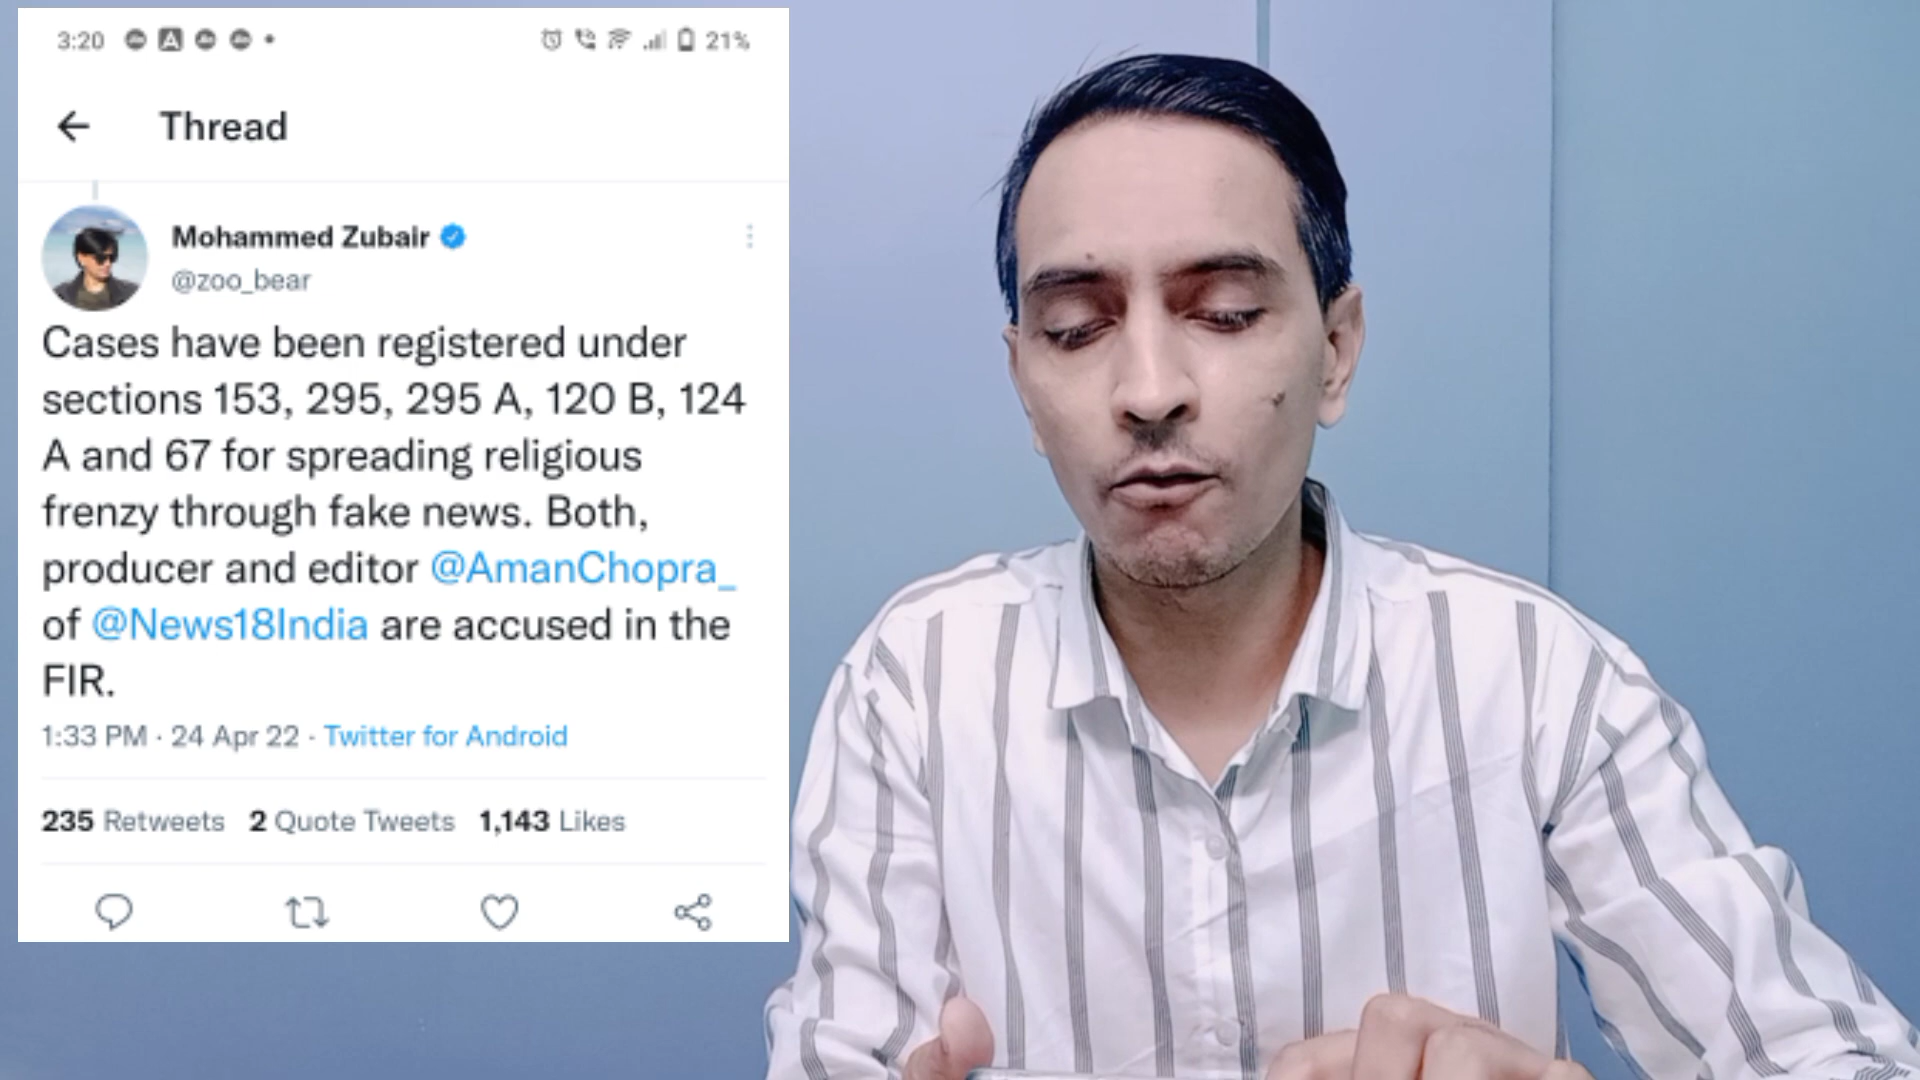 3:20
21%
Thread
Mohammed Zubair
@zoo_bear
Cases have been registered under
sections 153, 295, 295 A, 120 B, 124
A and 67 for spreading religious
frenzy through fake news. Both,
producer and editor @AmanChopra_
of @News18India are accused in the
FIR.
1:33 PM · 24 Apr 22 · Twitter for Android
235 Retweets 2 Quote Tweets 1,143 Likes